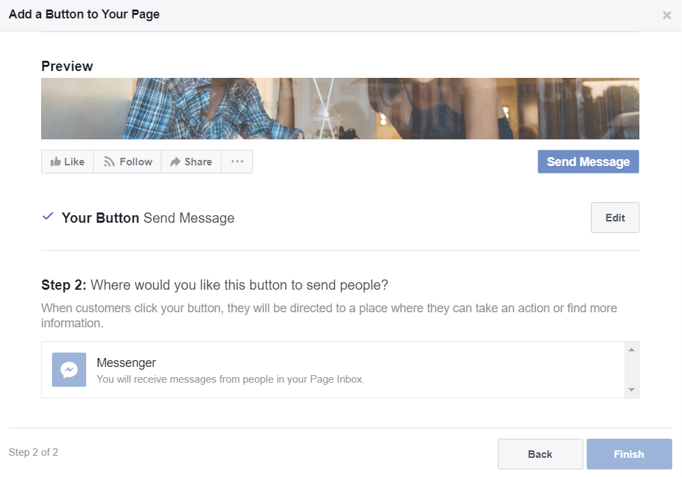 Add a Button to Your Page
Preview
Like Follow Share
Send Message
Your Button Send Message
Edit
Step 2: Where would you like this button to send people?
When customers click your button, they will be directed to a place where they can take an action or find more
information.
Messenger
You will receive messages from people in your Page Inbox.
Step 2 of 2
Back
Finish